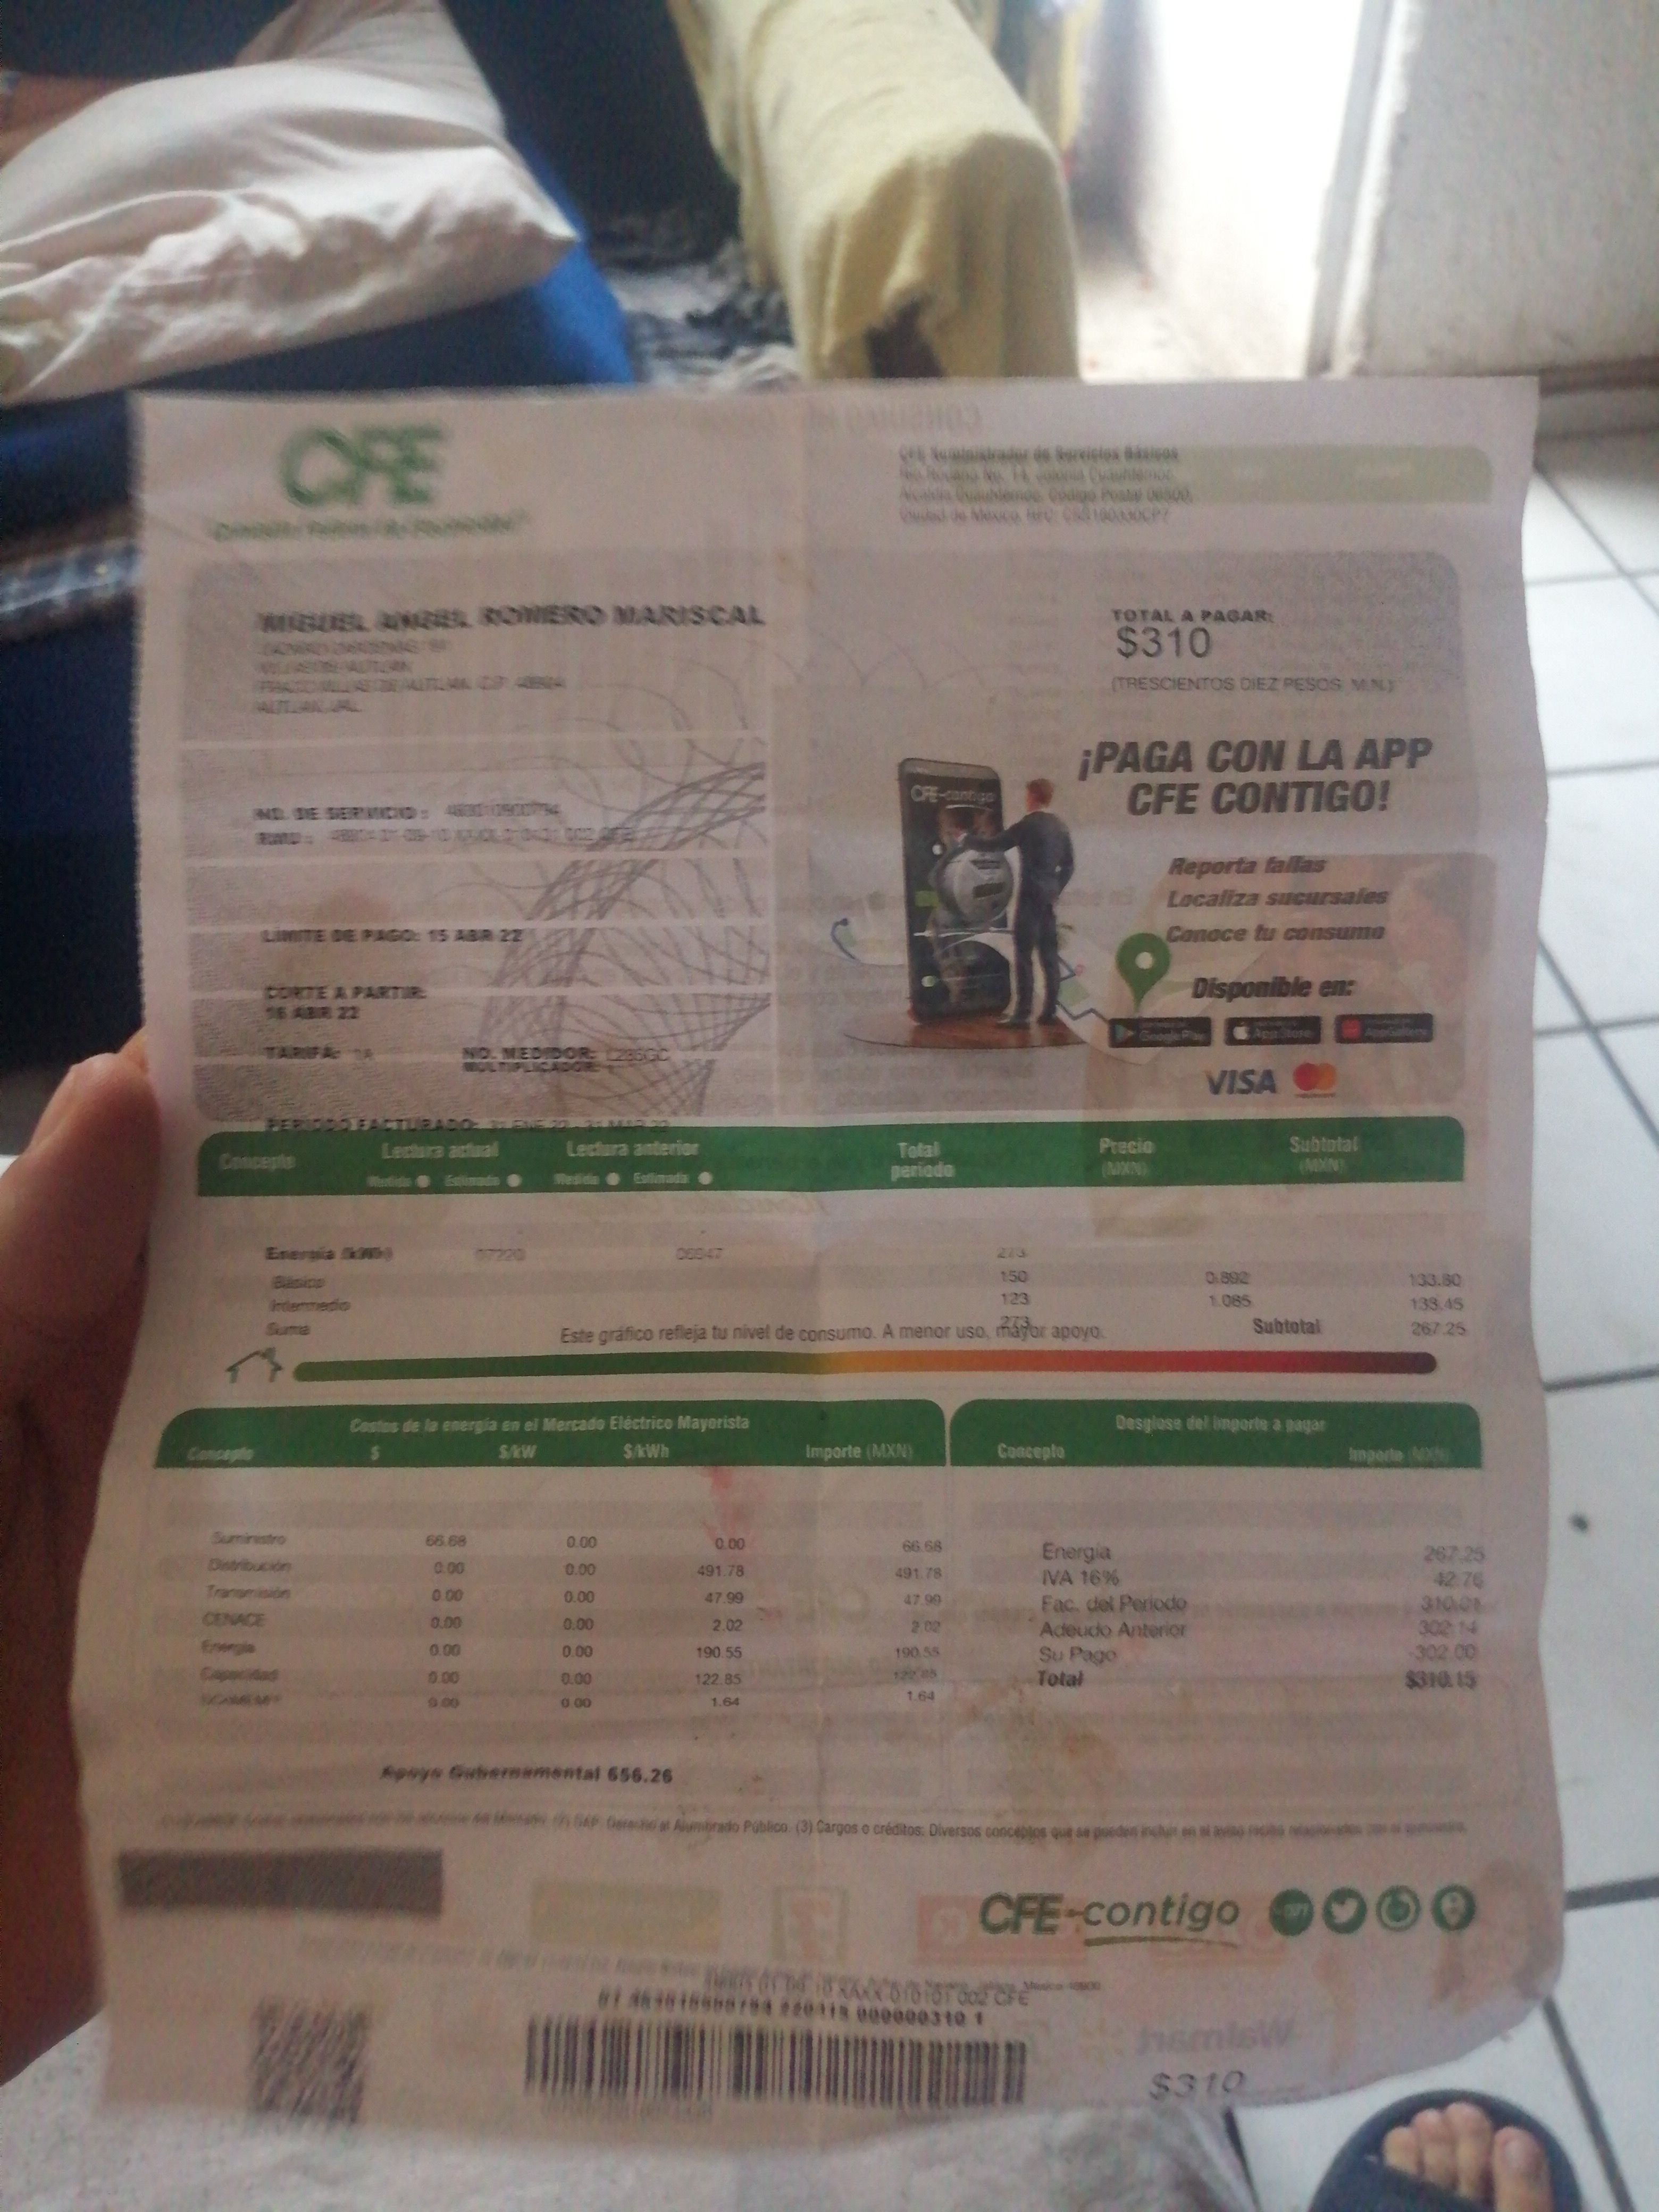 CFE
Comisión Federal de Electricidad
CFE Suministrador de Servicios Básicos
Río Ródano No. 14, colonia Cuauhtémoc,
Alcaldía Cuauhtémoc, Código Postal 06500,
Ciudad de México. RFC:
MIGUEL ANGEL ROMERO MARISCAL
TOTAL A PAGAR:
$310
(TRESCIENTOS DIEZ PESOS M.N.)
AUTLAN, JAL.
¡PAGA CON LA APP
CFE CONTIGO!
CFE-contigo
NO. DE SERVICIO :
RMU :
Reporta fallas
Localiza sucursales
Conoce tu consumo
LÍMITE DE PAGO: 15 ABR 22
CORTE A PARTIR:
16 ABR 22
Disponible en:
Google Play App Store AppGallery
TARIFA: 1A NO. MEDIDOR:
MULTIPLICADOR: 1
VISA
PERIODO FACTURADO: 31 ENE 22 - 31 MAR 22
Concepto Lectura actual Lectura anterior Total periodo Precio (MXN) Subtotal (MXN)
Medida Estimada Medida Estimada
Energía (kWh) 07220 06947 273
Básico 150 0.892 133.80
Intermedio 123 1.085 133.45
Suma 273 Subtotal 267.25
Este gráfico refleja tu nivel de consumo. A menor uso, mayor apoyo.
Costos de la energía en el Mercado Eléctrico Mayorista
Concepto $ $/kW $/kWh Importe (MXN)
Suministro 66.68 0.00 0.00 66.68
Distribución 0.00 0.00 491.78 491.78
Transmisión 0.00 0.00 47.99 47.99
CENACE 0.00 0.00 2.02 2.02
Energía 0.00 0.00 190.55 190.55
Capacidad 0.00 0.00 122.85 122.85
SCnMEM 0.00 0.00 1.64 1.64
Desglose del importe a pagar
Concepto Importe (MXN)
Energía 267.25
IVA 16% 42.76
Fac. del Periodo 310.01
Adeudo Anterior 302.14
Su Pago -302.00
Total $310.15
Apoyo Gubernamental 656.26
(2) DAP: Derecho al Alumbrado Público. (3) Cargos o créditos: Diversos conceptos que se pueden incluir en el aviso recibo relacionados con el suministro.
CFE-contigo
XAXX-010101 002 CFE
220415 000000310 1
Walmart
$310